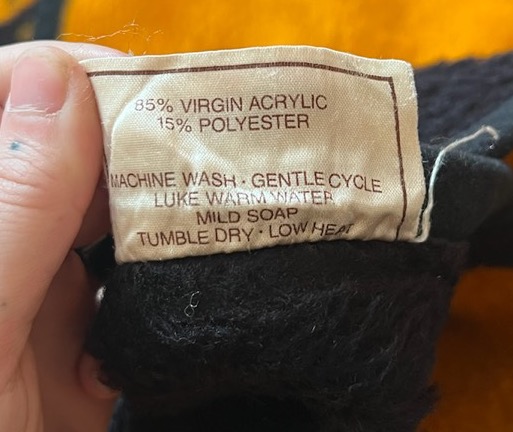 85% VIRGIN ACRYLIC
15% POLYESTER
MACHINE WASH · GENTLE CYCLE
LUKE WARM WATER
MILD SOAP
TUMBLE DRY · LOW HEAT